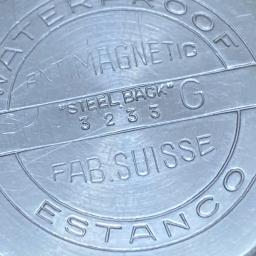 WATERPROOF
ANTIMAGNETIC
"STEEL BACK" G
3235
FAB. SUISSE
ESTANCO